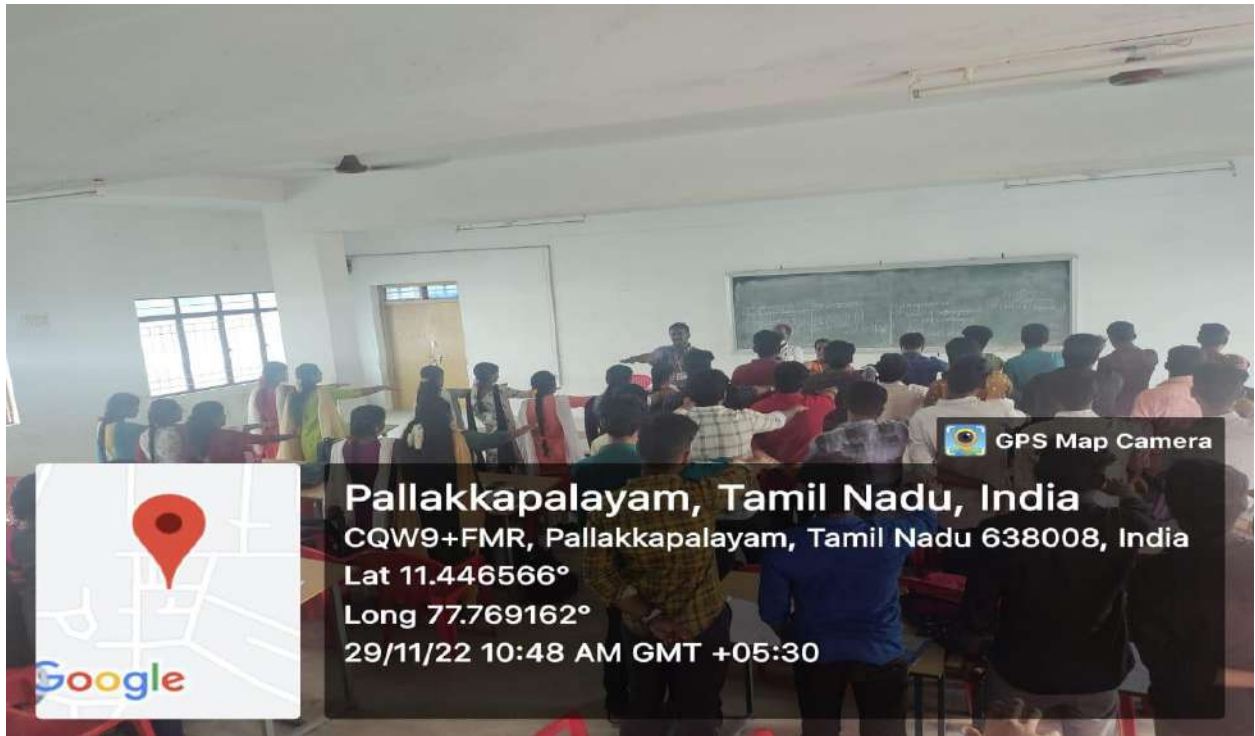 GPS Map Camera
Pallakkapalayam, Tamil Nadu, India
CQW9+FMR, Pallakkapalayam, Tamil Nadu 638008, India
Lat 11.446566°
Long 77.769162°
29/11/22 10:48 AM GMT +05:30
Google